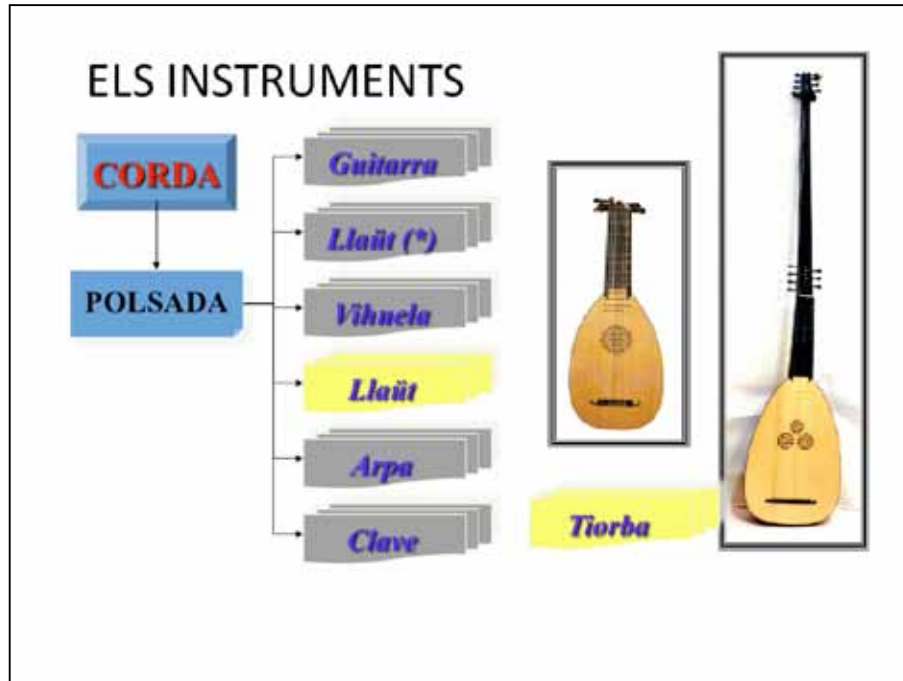 ELS INSTRUMENTS
CORDA
POLSADA
Guitarra
Llaüt (*)
Vihuela
Llaüt
Arpa
Clave
Tiorba